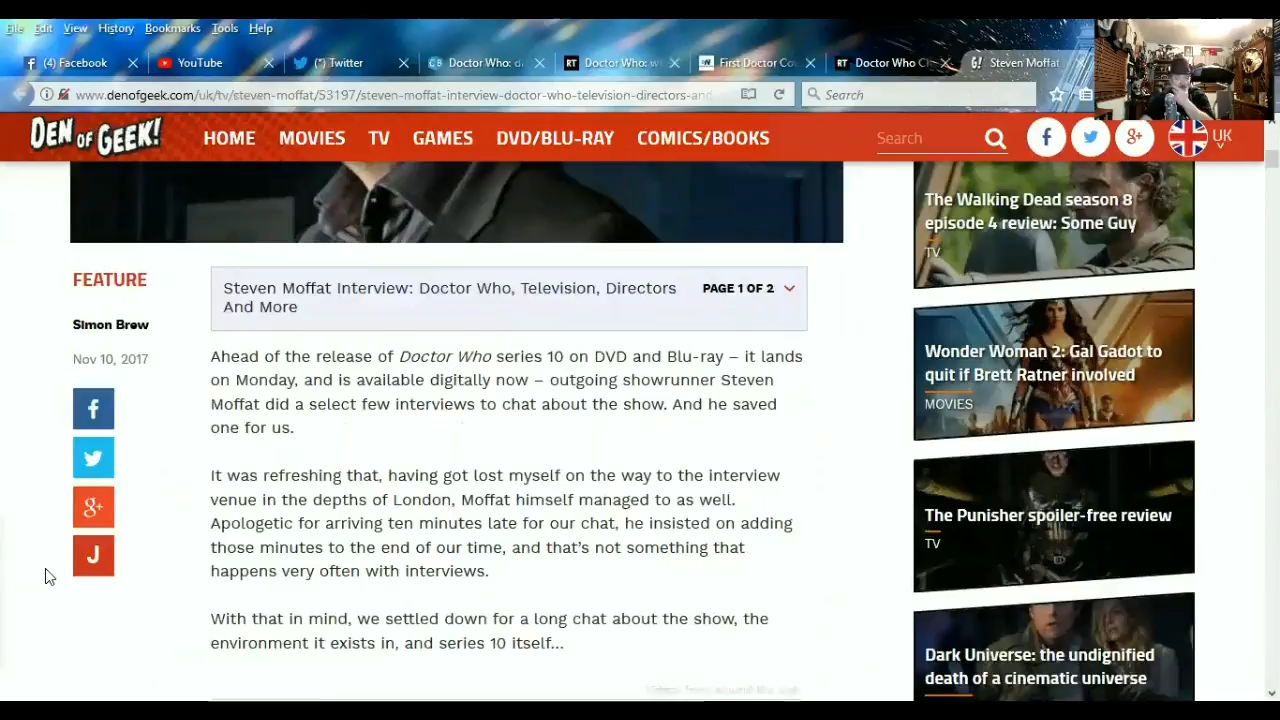 File Edit View History Bookmarks Tools Help
(4) Facebook
YouTube
(*) Twitter
Doctor Who: d
Doctor Who: w
First Doctor Co
Doctor Who Ch
Steven Moffat
www.denofgeek.com/uk/tv/steven-moffat/53197/steven-moffat-interview-doctor-who-television-directors-and
Search
DEN OF GEEK!
HOME MOVIES TV GAMES DVD/BLU-RAY COMICS/BOOKS
Search
UK
FEATURE
Simon Brew
Nov 10, 2017
Steven Moffat Interview: Doctor Who, Television, Directors
And More
PAGE 1 OF 2
Ahead of the release of Doctor Who series 10 on DVD and Blu-ray – it lands
on Monday, and is available digitally now – outgoing showrunner Steven
Moffat did a select few interviews to chat about the show. And he saved
one for us.
It was refreshing that, having got lost myself on the way to the interview
venue in the depths of London, Moffat himself managed to as well.
Apologetic for arriving ten minutes late for our chat, he insisted on adding
those minutes to the end of our time, and that's not something that
happens very often with interviews.
With that in mind, we settled down for a long chat about the show, the
environment it exists in, and series 10 itself...
The Walking Dead season 8
episode 4 review: Some Guy
TV
Wonder Woman 2: Gal Gadot to
quit if Brett Ratner involved
MOVIES
The Punisher spoiler-free review
TV
Dark Universe: the undignified
death of a cinematic universe